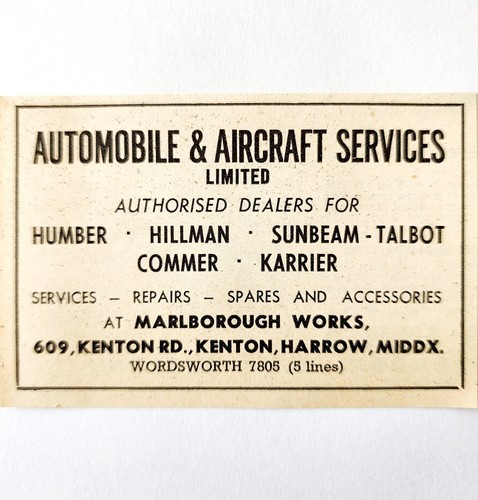 AUTOMOBILE & AIRCRAFT SERVICES
LIMITED
AUTHORISED DEALERS FOR
HUMBER · HILLMAN · SUNBEAM - TALBOT
COMMER · KARRIER
SERVICES – REPAIRS – SPARES AND ACCESSORIES
AT MARLBOROUGH WORKS,
609, KENTON RD., KENTON, HARROW, MIDDX.
WORDSWORTH 7805 (5 lines)